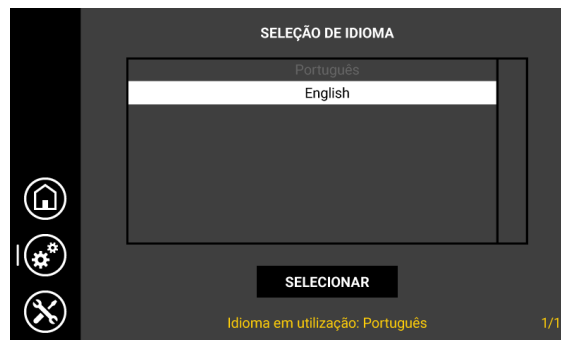 SELEÇÃO DE IDIOMA
Português
English
SELECIONAR
Idioma em utilização: Português
1/1